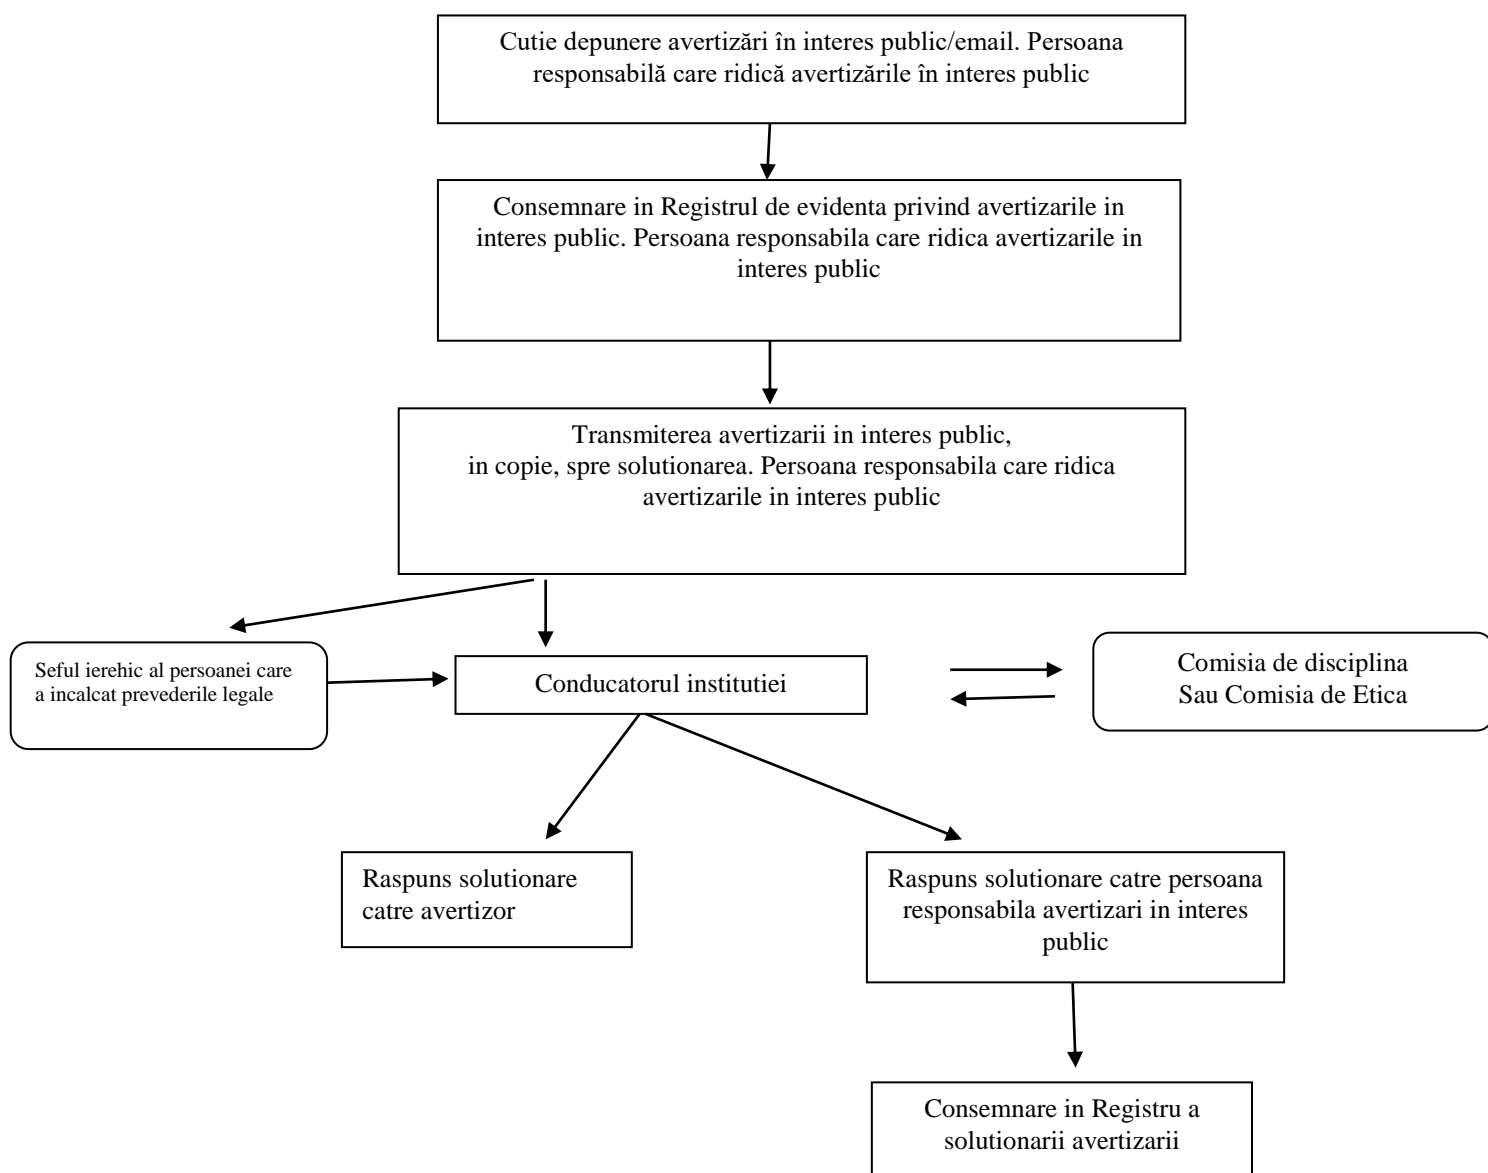 Cutie depunere avertizări în interes public/email. Persoana
responsabilă care ridică avertizările în interes public
Consemnare in Registrul de evidenta privind avertizarile in
interes public. Persoana responsabila care ridica avertizarile in
interes public
Transmiterea avertizarii in interes public,
in copie, spre solutionarea. Persoana responsabila care ridica
avertizarile in interes public
Seful ierehic al persoanei care
a incalcat prevederile legale
Conducatorul institutiei
Comisia de disciplina
Sau Comisia de Etica
Raspuns solutionare
catre avertizor
Raspuns solutionare catre persoana
responsabila avertizari in interes
public
Consemnare in Registru a
solutionarii avertizarii